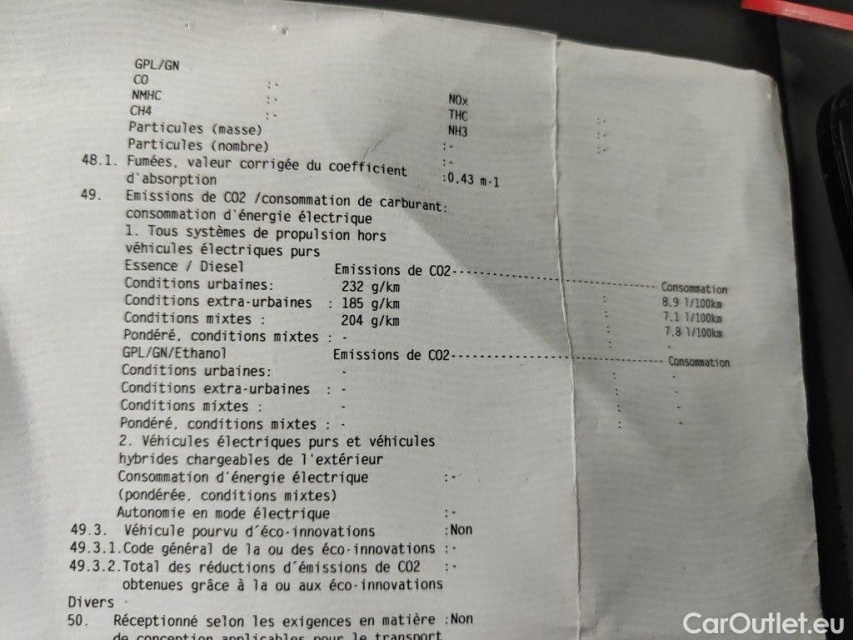 GPL/GN
CO :-
NMHC :- NOx :-
CH4 :- THC :-
Particules (masse) NH3 :-
Particules (nombre) :-
48.1. Fumées, valeur corrigée du coefficient :-
d'absorption :0,43 m-1
49. Emissions de CO2 /consommation de carburant:
consommation d'énergie électrique
1. Tous systèmes de propulsion hors
véhicules électriques purs
Essence / Diesel Emissions de CO2---------------------------- Consommation
Conditions urbaines: 232 g/km : 8,9 l/100km
Conditions extra-urbaines : 185 g/km : 7,1 l/100km
Conditions mixtes : 204 g/km : 7,8 l/100km
Pondéré, conditions mixtes : - : -
GPL/GN/Ethanol Emissions de CO2---------------------------- Consommation
Conditions urbaines: - : -
Conditions extra-urbaines : - : -
Conditions mixtes : - : -
Pondéré, conditions mixtes : - : -
2. Véhicules électriques purs et véhicules
hybrides chargeables de l'extérieur
Consommation d'énergie électrique :-
(pondérée, conditions mixtes)
Autonomie en mode électrique :-
49.3. Véhicule pourvu d'éco-innovations :Non
49.3.1.Code général de la ou des éco-innovations :-
49.3.2.Total des réductions d'émissions de CO2 :-
obtenues grâce à la ou aux éco-innovations
Divers
50. Réceptionné selon les exigences en matière :Non
de conception applicables pour le transport
CarOutlet.eu